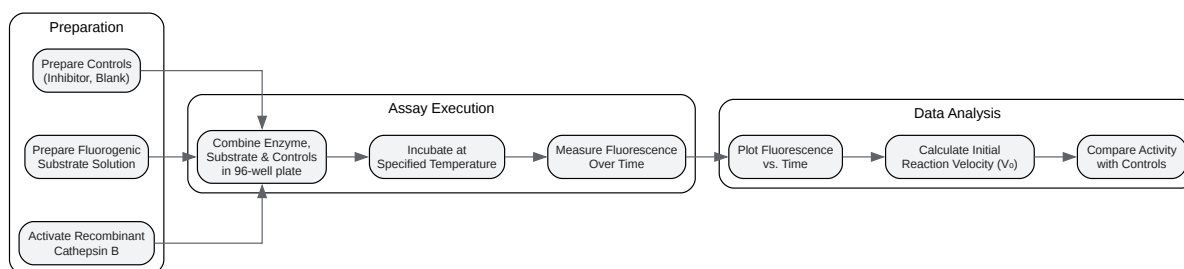 Preparation
Prepare Controls
(Inhibitor, Blank)
Prepare Fluorogenic
Substrate Solution
Activate Recombinant
Cathepsin B
Assay Execution
Combine Enzyme,
Substrate & Controls
in 96-well plate
Incubate at
Specified Temperature
Measure Fluorescence
Over Time
Data Analysis
Plot Fluorescence
vs. Time
Calculate Initial
Reaction Velocity (V₀)
Compare Activity
with Controls